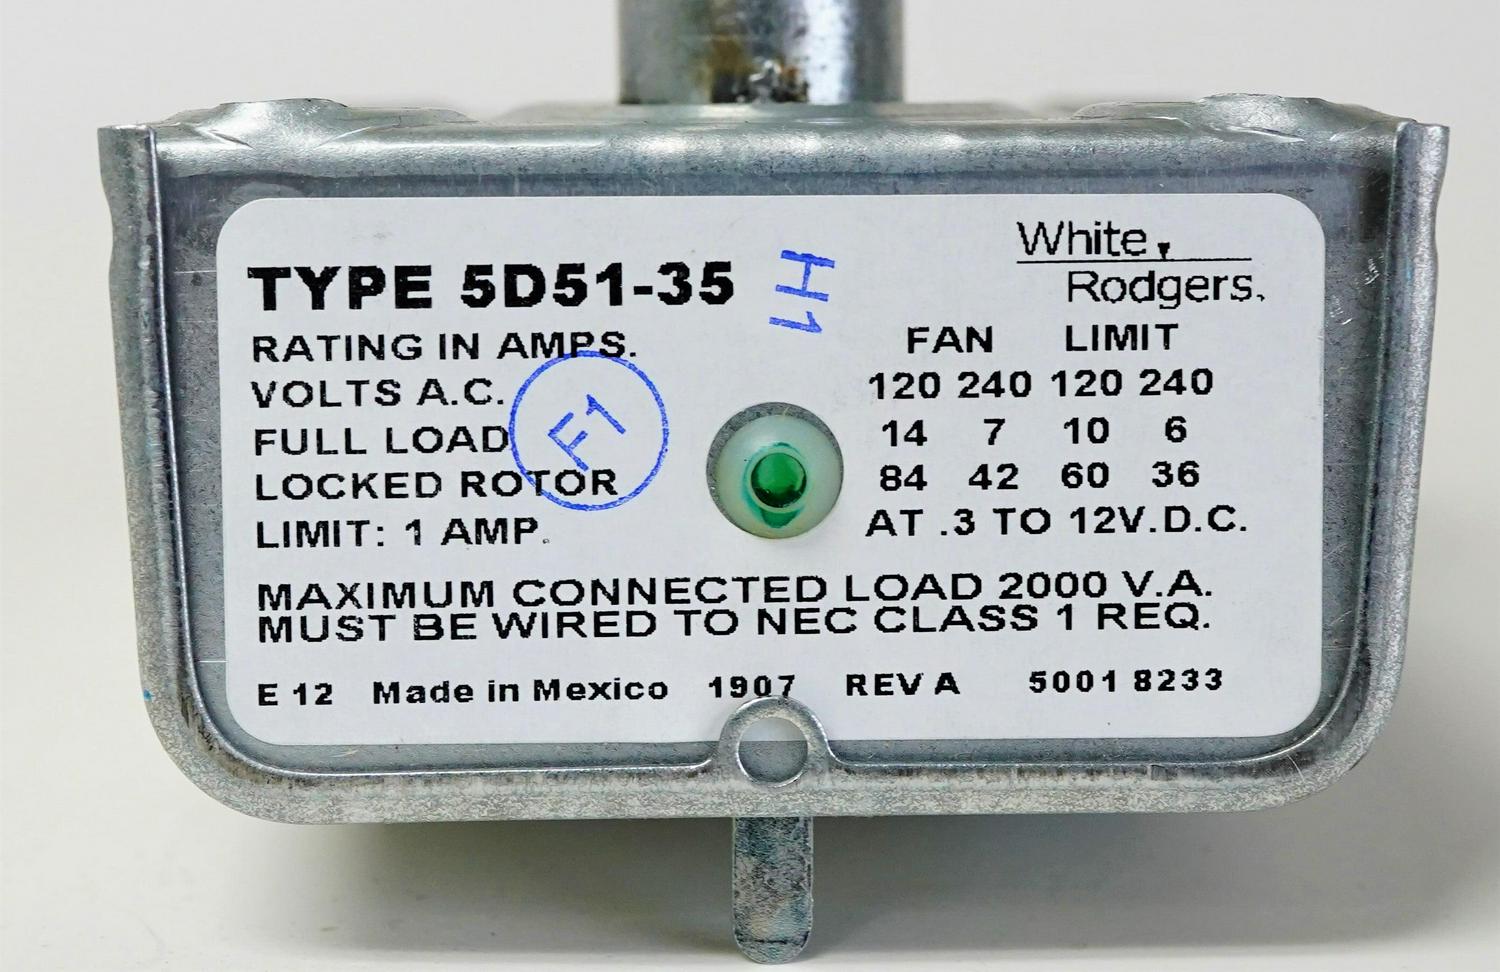 White
Rodgers
TYPE 5D51-35
H1
FAN LIMIT
RATING IN AMPS.
VOLTS A.C. 120 240 120 240
FULL LOAD 14 7 10 6
F1
LOCKED ROTOR 84 42 60 36
LIMIT: 1 AMP. AT .3 TO 12V.D.C.
MAXIMUM CONNECTED LOAD 2000 V.A.
MUST BE WIRED TO NEC CLASS 1 REQ.
E 12 Made in Mexico 1907 REV A 5001 8233